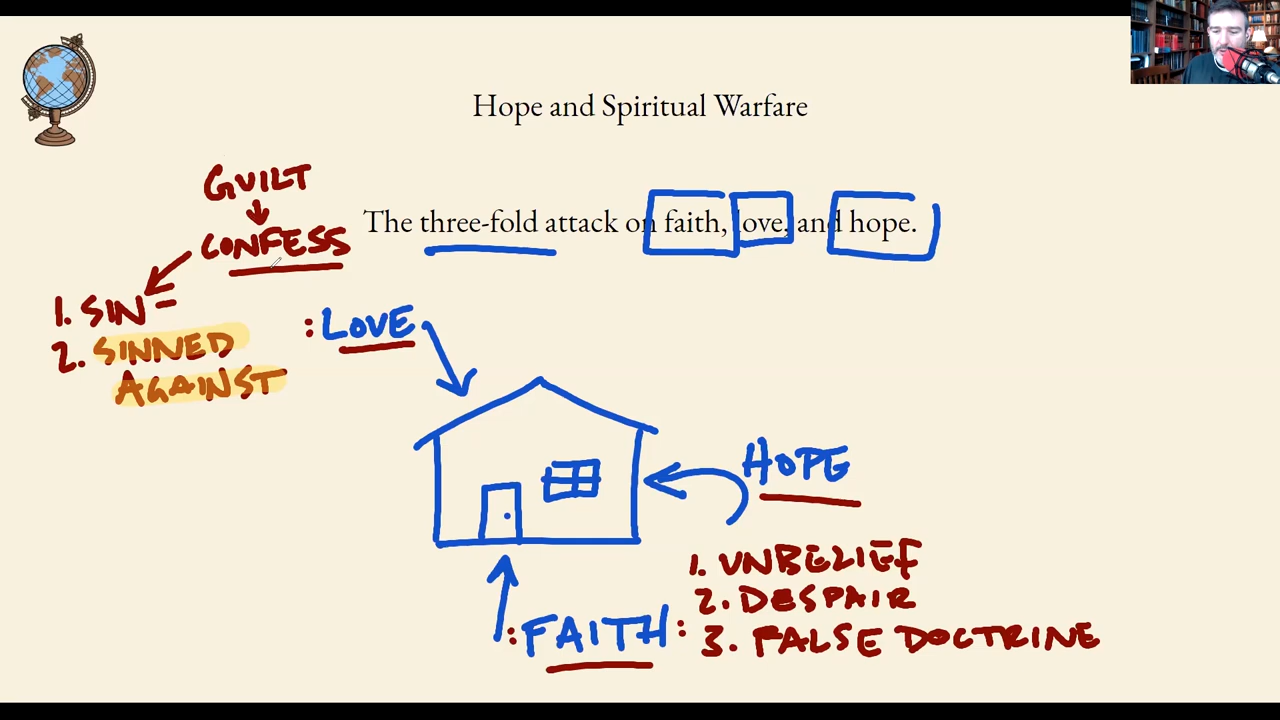 Hope and Spiritual Warfare
The three-fold attack on faith, love, and hope.
GUILT
CONFESS
1. SIN
2. SINNED
AGAINST
: LOVE
HOPE
: FAITH :
1. UNBELIEF
2. DESPAIR
3. FALSE DOCTRINE